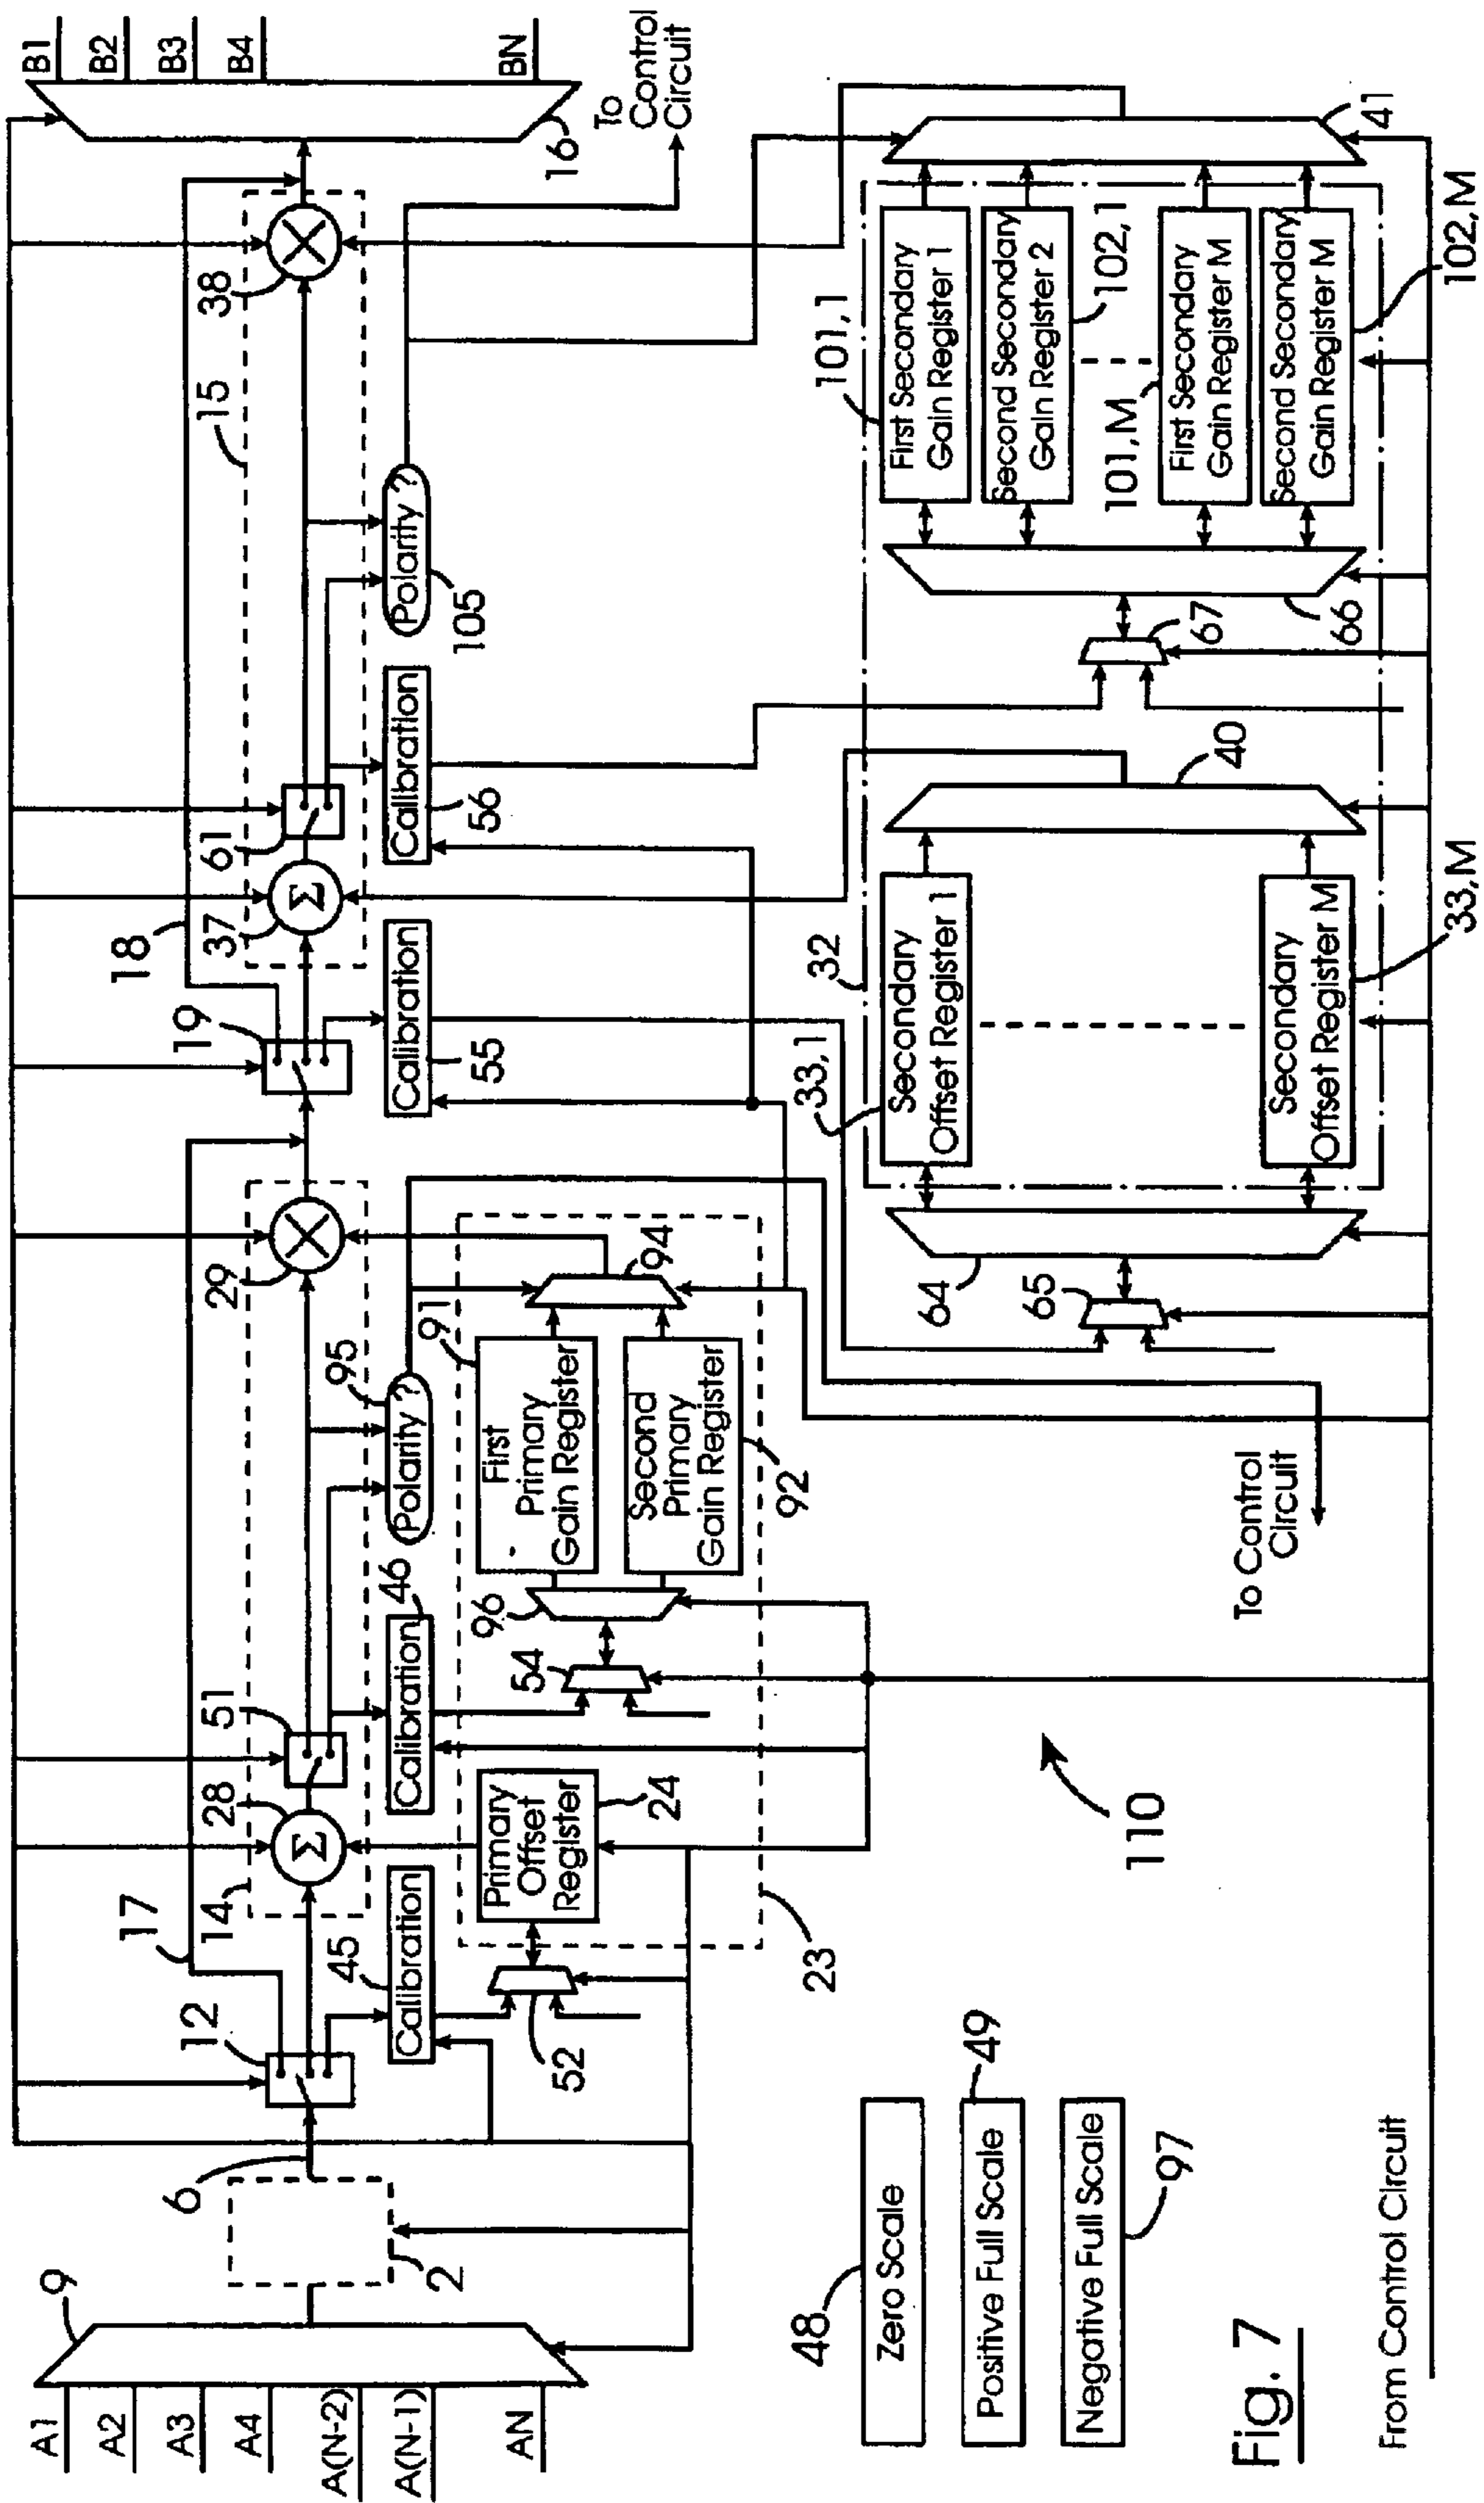 A1
A2
A3
A4
A(N-2)
A(N-1)
AN
9
2
6
12
17
14
28
51
29
95
Polarity ?
45
Calibration
46
Calibration
52
Primary
Offset
Register
24
23
54
96
First
Primary
Gain Register
91
Second
Primary
Gain Register
92
94
19
18
37
61
15
38
55
Calibration
56
Calibration
Polarity ?
105
16
B1
B2
B3
B4
BN
To
Control
Circuit
64
65
33,1
32
Secondary
Offset Register 1
Secondary
Offset Register M
33,M
40
67
66
101,1
First Secondary
Gain Register 1
Second Secondary
Gain Register 2
102,1
101,M
First Secondary
Gain Register M
Second Secondary
Gain Register M
102,M
41
To Control
Circuit
110
48
Zero Scale
49
Positive Full Scale
Negative Full Scale
97
Fig. 7
From Control Circuit
Σ
Σ